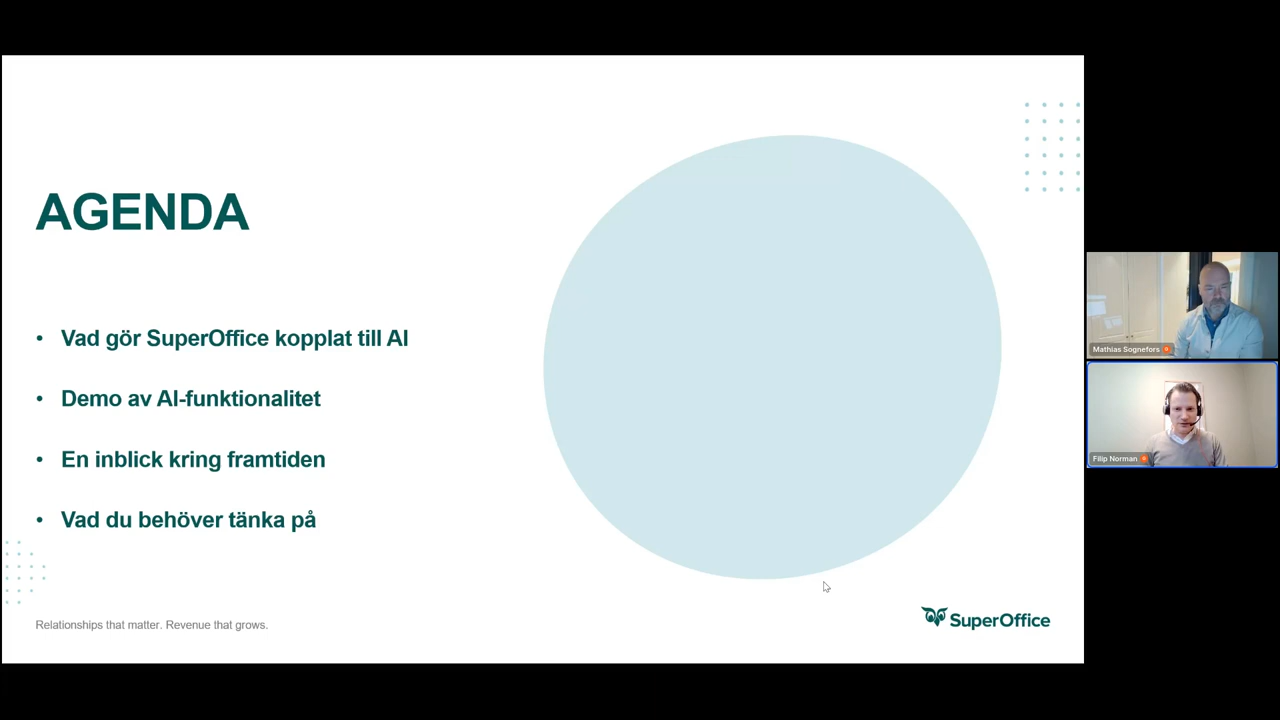 AGENDA
• Vad gör SuperOffice kopplat till AI
• Demo av AI-funktionalitet
• En inblick kring framtiden
• Vad du behöver tänka på
Relationships that matter. Revenue that grows.
SuperOffice
Mathias Sognefors
Filip Norman